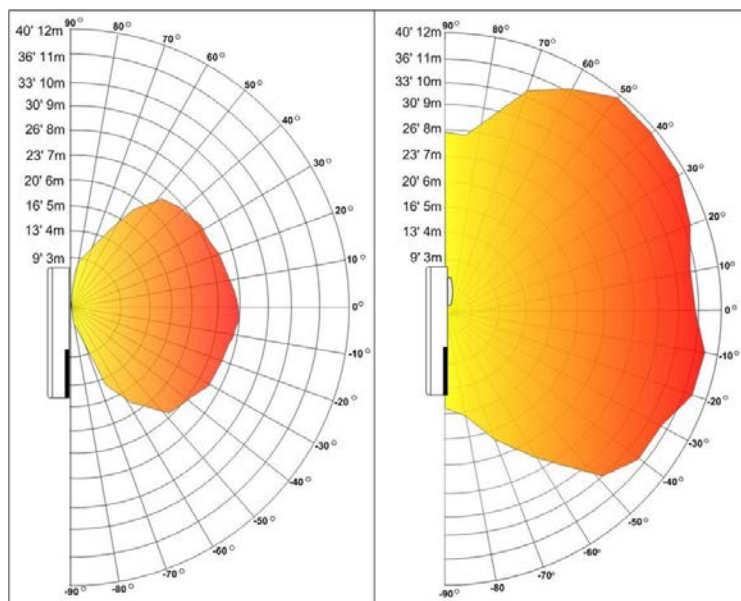 90°
40' 12m
36' 11m
33' 10m
30' 9m
26' 8m
23' 7m
20' 6m
16' 5m
13' 4m
9' 3m
80°
70°
60°
50°
40°
30°
20°
10°
0°
-10°
-20°
-30°
-40°
-50°
-60°
-70°
-80°
-90°
90°
40' 12m
36' 11m
33' 10m
30' 9m
26' 8m
23' 7m
20' 6m
16' 5m
13' 4m
9' 3m
80°
70°
60°
50°
40°
30°
20°
10°
0°
-10°
-20°
-30°
-40°
-50°
-60°
-70°
-80
-90°